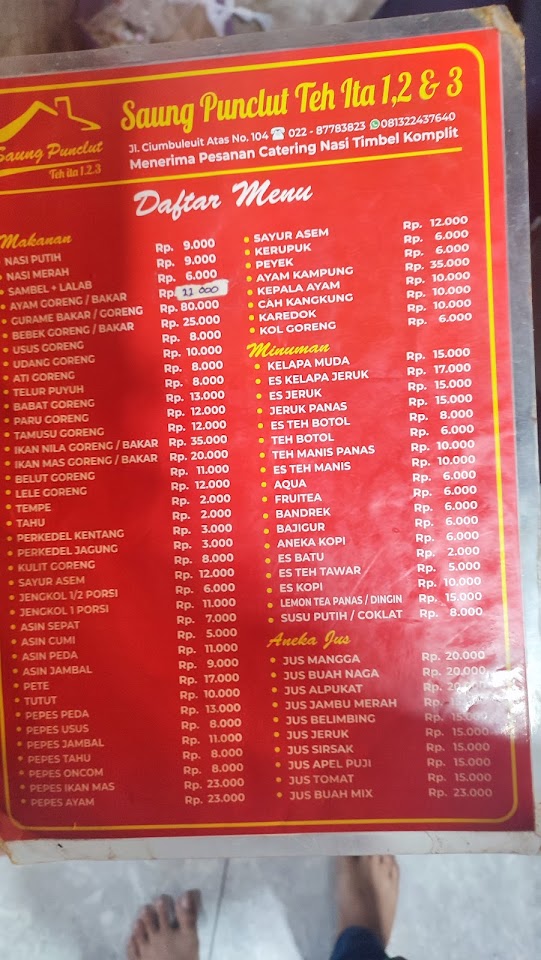 Saung Punclut
Teh ita 1.2.3
Saung Punclut Teh Ita 1,2 & 3
Jl. Ciumbuleuit Atas No. 104 ☎ 022 - 87783823 081322437640
Menerima Pesanan Catering Nasi Timbel Komplit
Daftar Menu
Makanan
NASI PUTIH Rp. 9.000
NASI MERAH Rp. 9.000
SAMBEL + LALAB Rp. 6.000
AYAM GORENG / BAKAR Rp. 22 000
GURAME BAKAR / GORENG Rp. 80.000
BEBEK GORENG / BAKAR Rp. 25.000
USUS GORENG Rp. 8.000
UDANG GORENG Rp. 10.000
ATI GORENG Rp. 8.000
TELUR PUYUH Rp. 8.000
BABAT GORENG Rp. 13.000
PARU GORENG Rp. 12.000
TAMUSU GORENG Rp. 12.000
IKAN NILA GORENG / BAKAR Rp. 35.000
IKAN MAS GORENG / BAKAR Rp. 20.000
BELUT GORENG Rp. 11.000
LELE GORENG Rp. 12.000
TEMPE Rp. 2.000
TAHU Rp. 2.000
PERKEDEL KENTANG Rp. 3.000
PERKEDEL JAGUNG Rp. 3.000
KULIT GORENG Rp. 8.000
SAYUR ASEM Rp. 12.000
JENGKOL 1/2 PORSI Rp. 6.000
JENGKOL 1 PORSI Rp. 11.000
ASIN SEPAT Rp. 7.000
ASIN CUMI Rp. 5.000
ASIN PEDA Rp. 11.000
ASIN JAMBAL Rp. 9.000
PETE Rp. 17.000
TUTUT Rp. 10.000
PEPES PEDA Rp. 13.000
PEPES USUS Rp. 8.000
PEPES JAMBAL Rp. 11.000
PEPES TAHU Rp. 8.000
PEPES ONCOM Rp. 8.000
PEPES IKAN MAS Rp. 23.000
PEPES AYAM Rp. 23.000
SAYUR ASEM Rp. 12.000
KERUPUK Rp. 6.000
PEYEK Rp. 6.000
AYAM KAMPUNG Rp. 35.000
KEPALA AYAM Rp. 10.000
CAH KANGKUNG Rp. 10.000
KAREDOK Rp. 10.000
KOL GORENG Rp. 6.000
Minuman
KELAPA MUDA Rp. 15.000
ES KELAPA JERUK Rp. 17.000
ES JERUK Rp. 15.000
JERUK PANAS Rp. 15.000
ES TEH BOTOL Rp. 8.000
TEH BOTOL Rp. 6.000
TEH MANIS PANAS Rp. 10.000
ES TEH MANIS Rp. 10.000
AQUA Rp. 6.000
FRUITEA Rp. 6.000
BANDREK Rp. 6.000
BAJIGUR Rp. 6.000
ANEKA KOPI Rp. 6.000
ES BATU Rp. 2.000
ES TEH TAWAR Rp. 5.000
ES KOPI Rp. 10.000
LEMON TEA PANAS / DINGIN Rp. 15.000
SUSU PUTIH / COKLAT Rp. 8.000
Aneka Jus
JUS MANGGA Rp. 20.000
JUS BUAH NAGA Rp. 20.000
JUS ALPUKAT Rp.
JUS JAMBU MERAH Rp.
JUS BELIMBING Rp. 15.000
JUS JERUK Rp. 15.000
JUS SIRSAK Rp. 15.000
JUS APEL PUJI Rp. 15.000
JUS TOMAT Rp. 15.000
JUS BUAH MIX Rp. 23.000